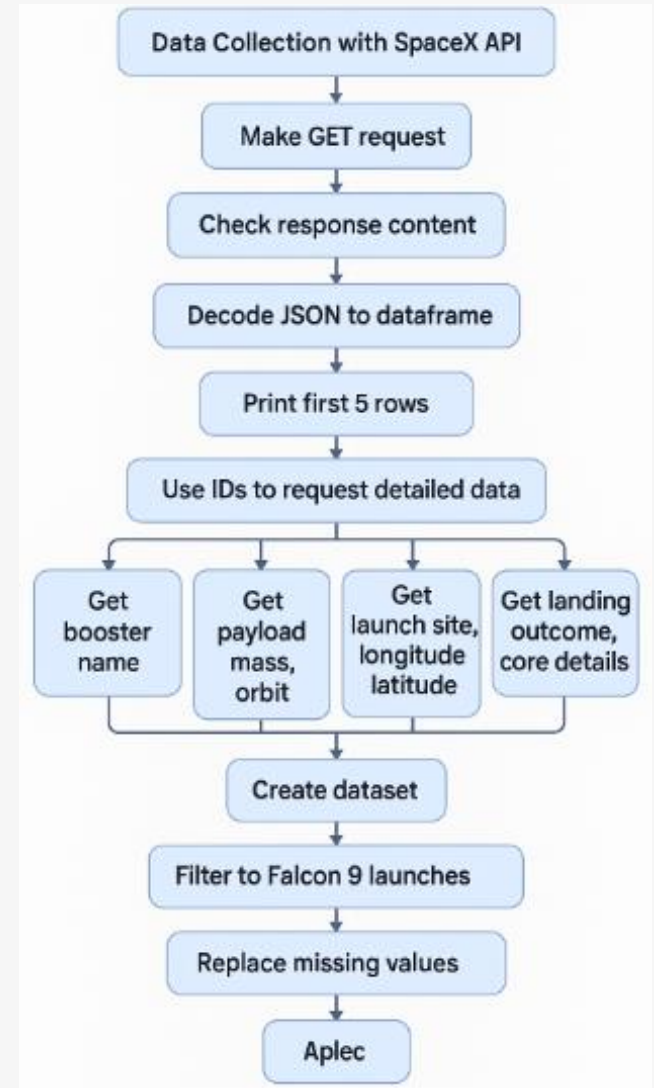 Data Collection with SpaceX API
Make GET request
Check response content
Decode JSON to dataframe
Print first 5 rows
Use IDs to request detailed data
Get
booster
name
Get
payload
mass,
orbit
Get
launch site,
longitude
latitude
Get landing
outcome,
core details
Create dataset
Filter to Falcon 9 launches
Replace missing values
Aplec